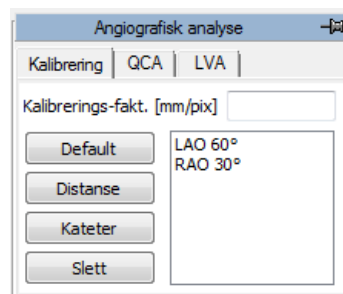 Angiografisk analyse
Kalibrering QCA LVA
Kalibrerings-fakt. [mm/pix]
Default
Distanse
Kateter
Slett
LAO 60°
RAO 30°